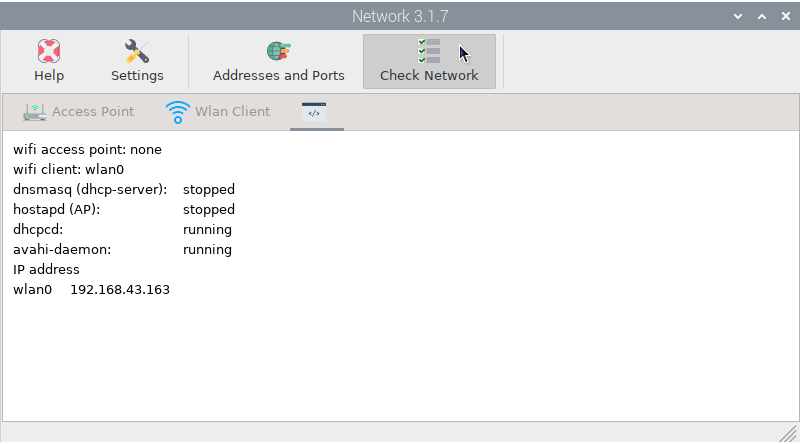 Network 3.1.7
Help Settings Addresses and Ports Check Network
Access Point Wlan Client </>
wifi access point: none
wifi client: wlan0
dnsmasq (dhcp-server): stopped
hostapd (AP): stopped
dhcpcd: running
avahi-daemon: running
IP address
wlan0 192.168.43.163